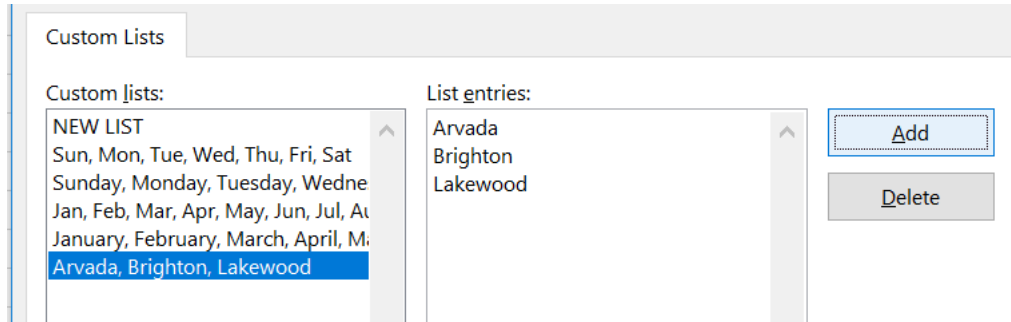 Custom Lists
Custom lists:
NEW LIST
Sun, Mon, Tue, Wed, Thu, Fri, Sat
Sunday, Monday, Tuesday, Wedne
Jan, Feb, Mar, Apr, May, Jun, Jul, Au
January, February, March, April, Ma
Arvada, Brighton, Lakewood
List entries:
Arvada
Brighton
Lakewood
Add
Delete